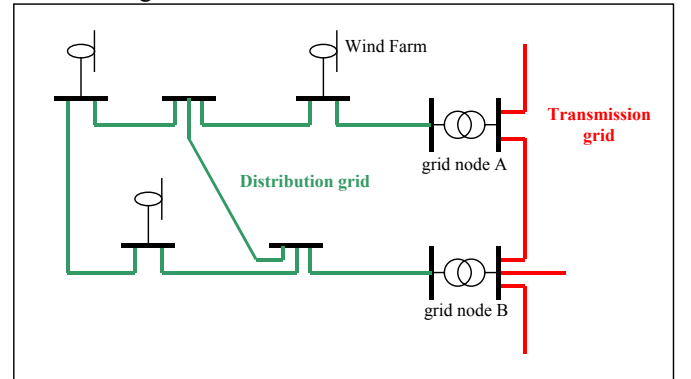 Wind Farm
Transmission
grid
grid node A
Distribution grid
grid node B